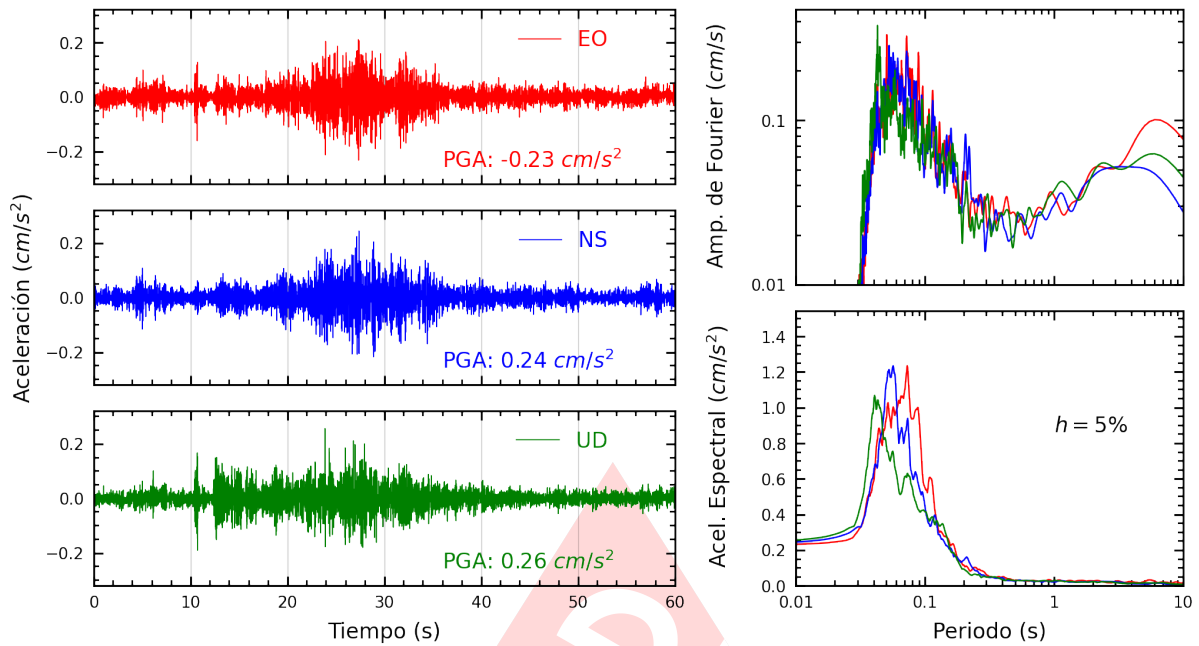 Aceleración (cm/s²)
0.2
0.0
−0.2
EO
PGA: -0.23 cm/s²
0.2
0.0
−0.2
NS
PGA: 0.24 cm/s²
0.2
0.0
−0.2
UD
PGA: 0.26 cm/s²
0 10 20 30 40 50 60
Tiempo (s)
Amp. de Fourier (cm/s)
0.1
0.01
Acel. Espectral (cm/s²)
1.4
1.2
1.0
0.8
0.6
0.4
0.2
0.0
h = 5%
0.01 0.1 1 10
Periodo (s)